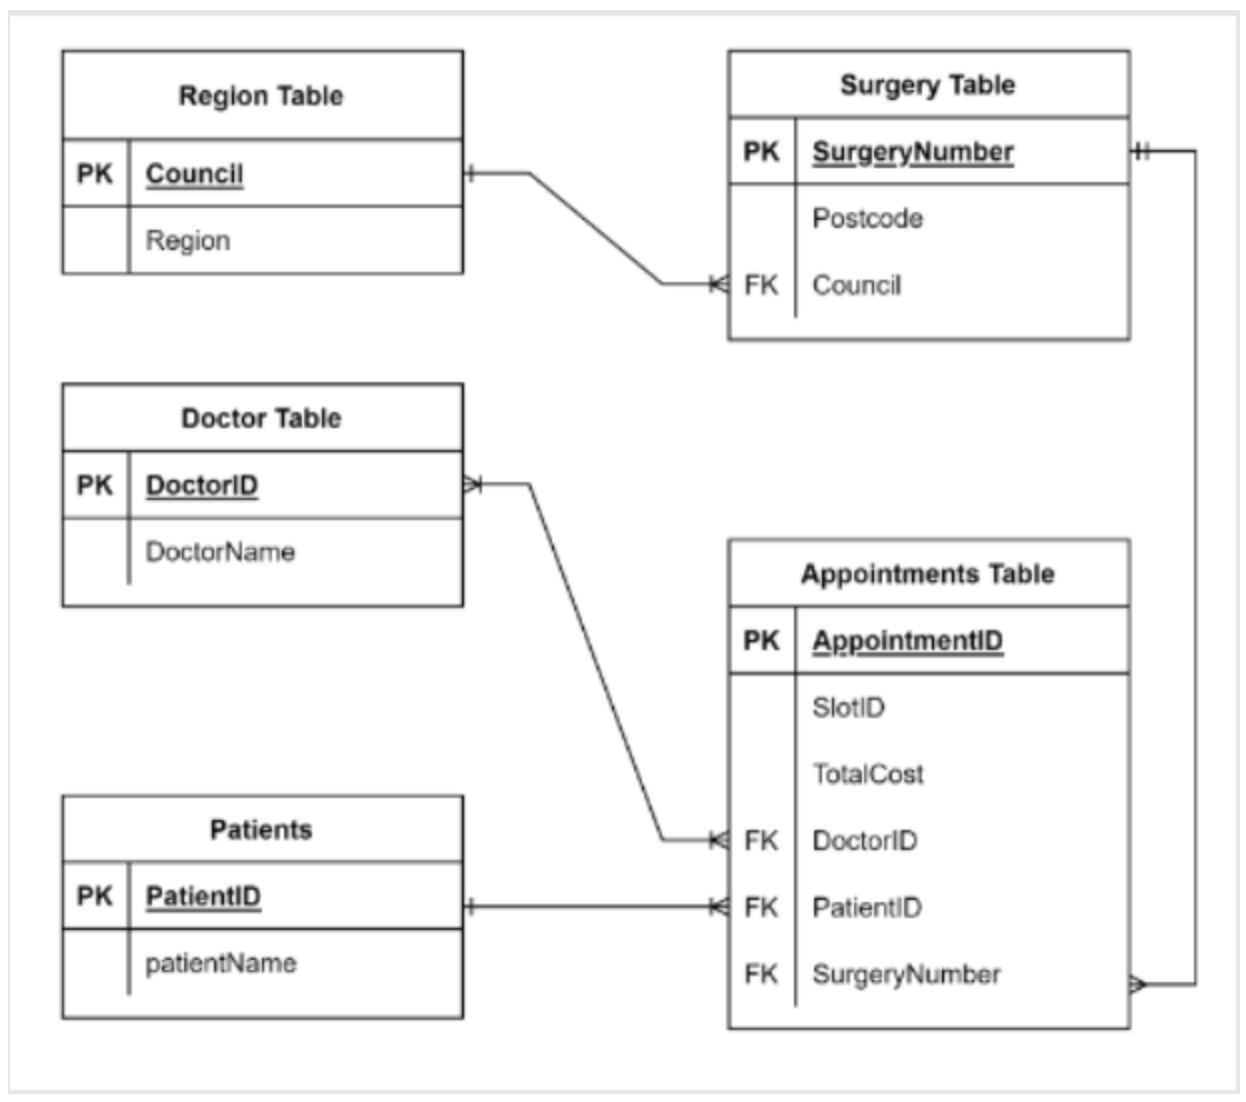 Region Table
PK Council
Region
Surgery Table
PK SurgeryNumber
Postcode
FK Council
Doctor Table
PK DoctorID
DoctorName
Appointments Table
PK AppointmentID
SlotID
TotalCost
FK DoctorID
FK PatientID
FK SurgeryNumber
Patients
PK PatientID
patientName